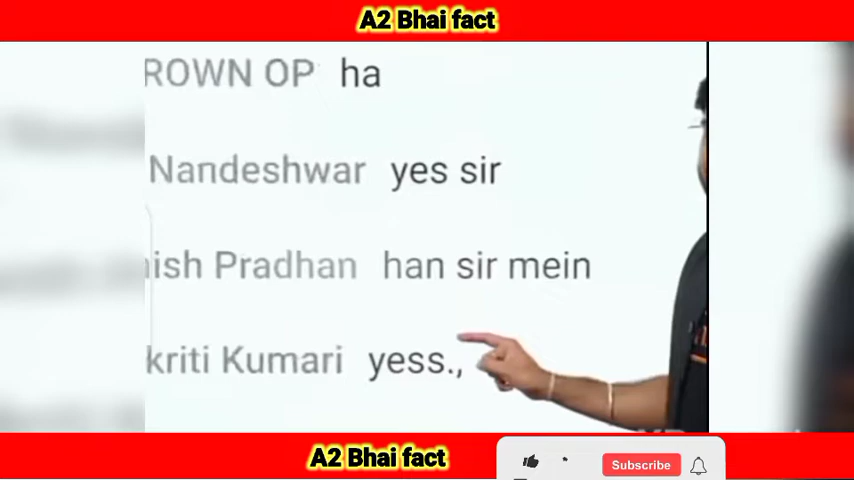 A2 Bhai fact
ROWN OP ha
Nandeshwar yes sir
ish Pradhan han sir mein
kriti Kumari yess.,
A2 Bhai fact
Subscribe